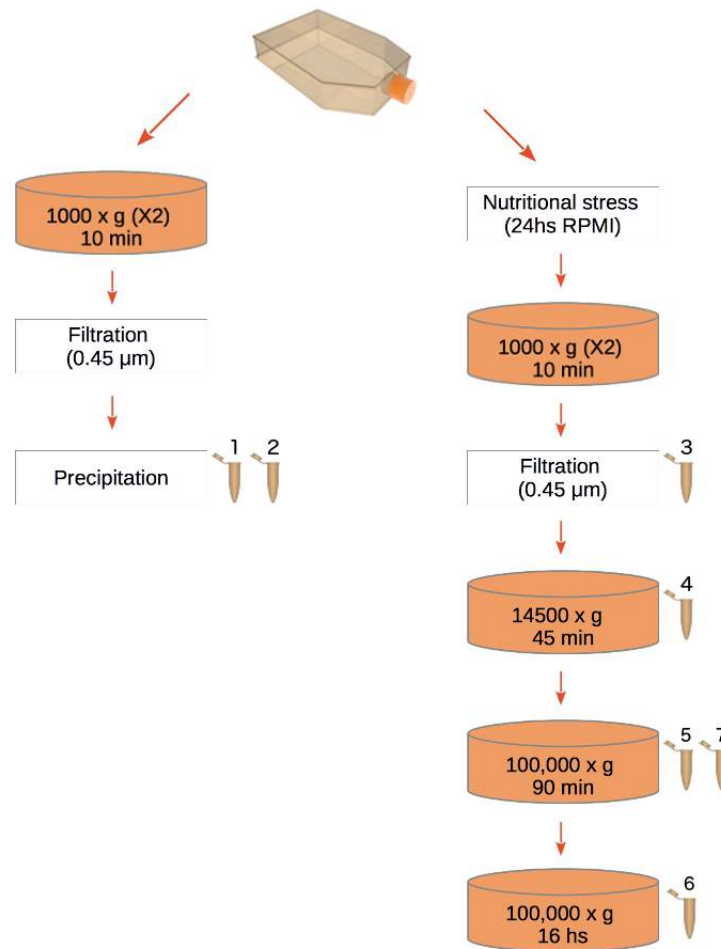 1000 x g (X2)
10 min
Filtration
(0.45 µm)
Precipitation
1 2
Nutritional stress
(24hs RPMI)
1000 x g (X2)
10 min
Filtration
(0.45 µm)
3
14500 x g
45 min
4
100,000 x g
90 min
5 7
100,000 x g
16 hs
6